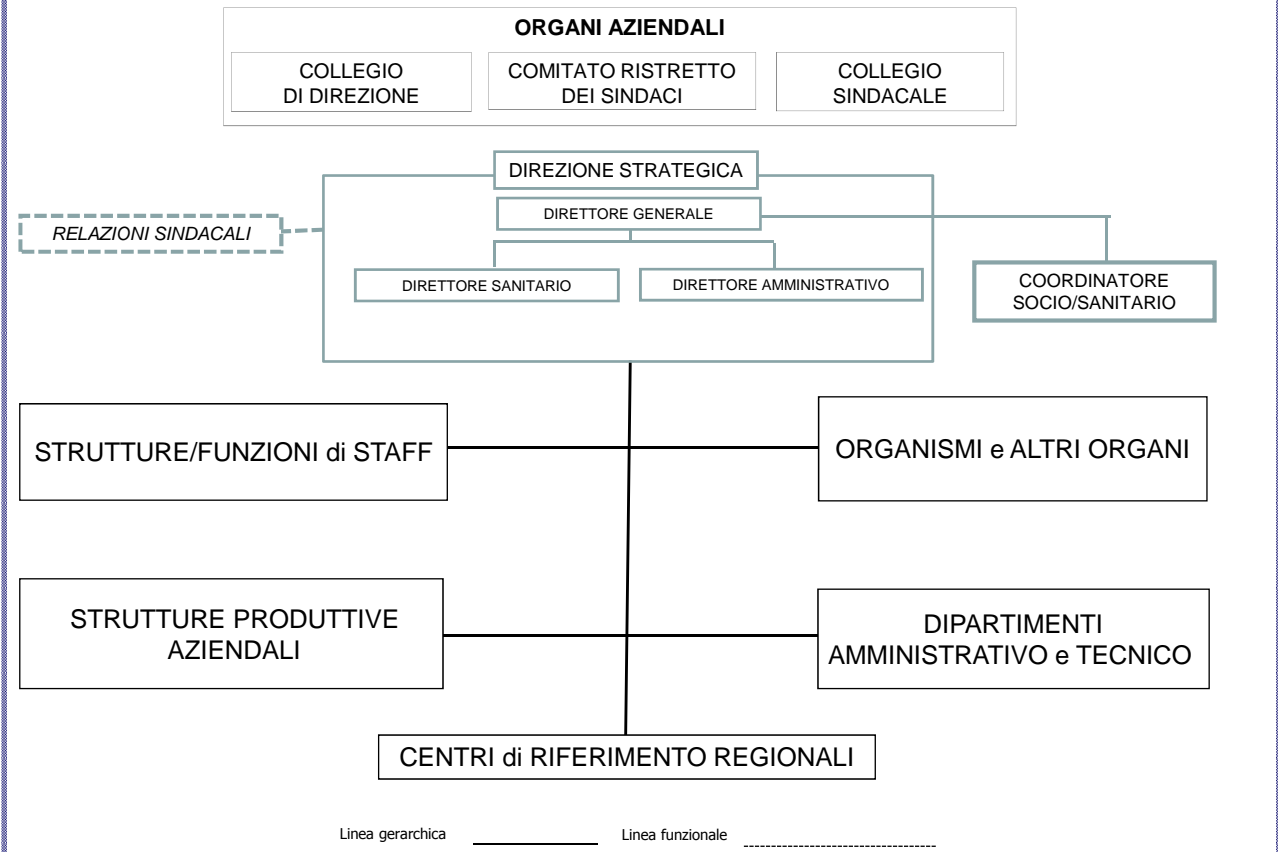 ORGANI AZIENDALI
COLLEGIO
DI DIREZIONE
COMITATO RISTRETTO
DEI SINDACI
COLLEGIO
SINDACALE
DIREZIONE STRATEGICA
DIRETTORE GENERALE
RELAZIONI SINDACALI
DIRETTORE SANITARIO
DIRETTORE AMMINISTRATIVO
COORDINATORE
SOCIO/SANITARIO
STRUTTURE/FUNZIONI di STAFF
ORGANISMI e ALTRI ORGANI
STRUTTURE PRODUTTIVE
AZIENDALI
DIPARTIMENTI
AMMINISTRATIVO e TECNICO
CENTRI di RIFERIMENTO REGIONALI
Linea gerarchica
Linea funzionale